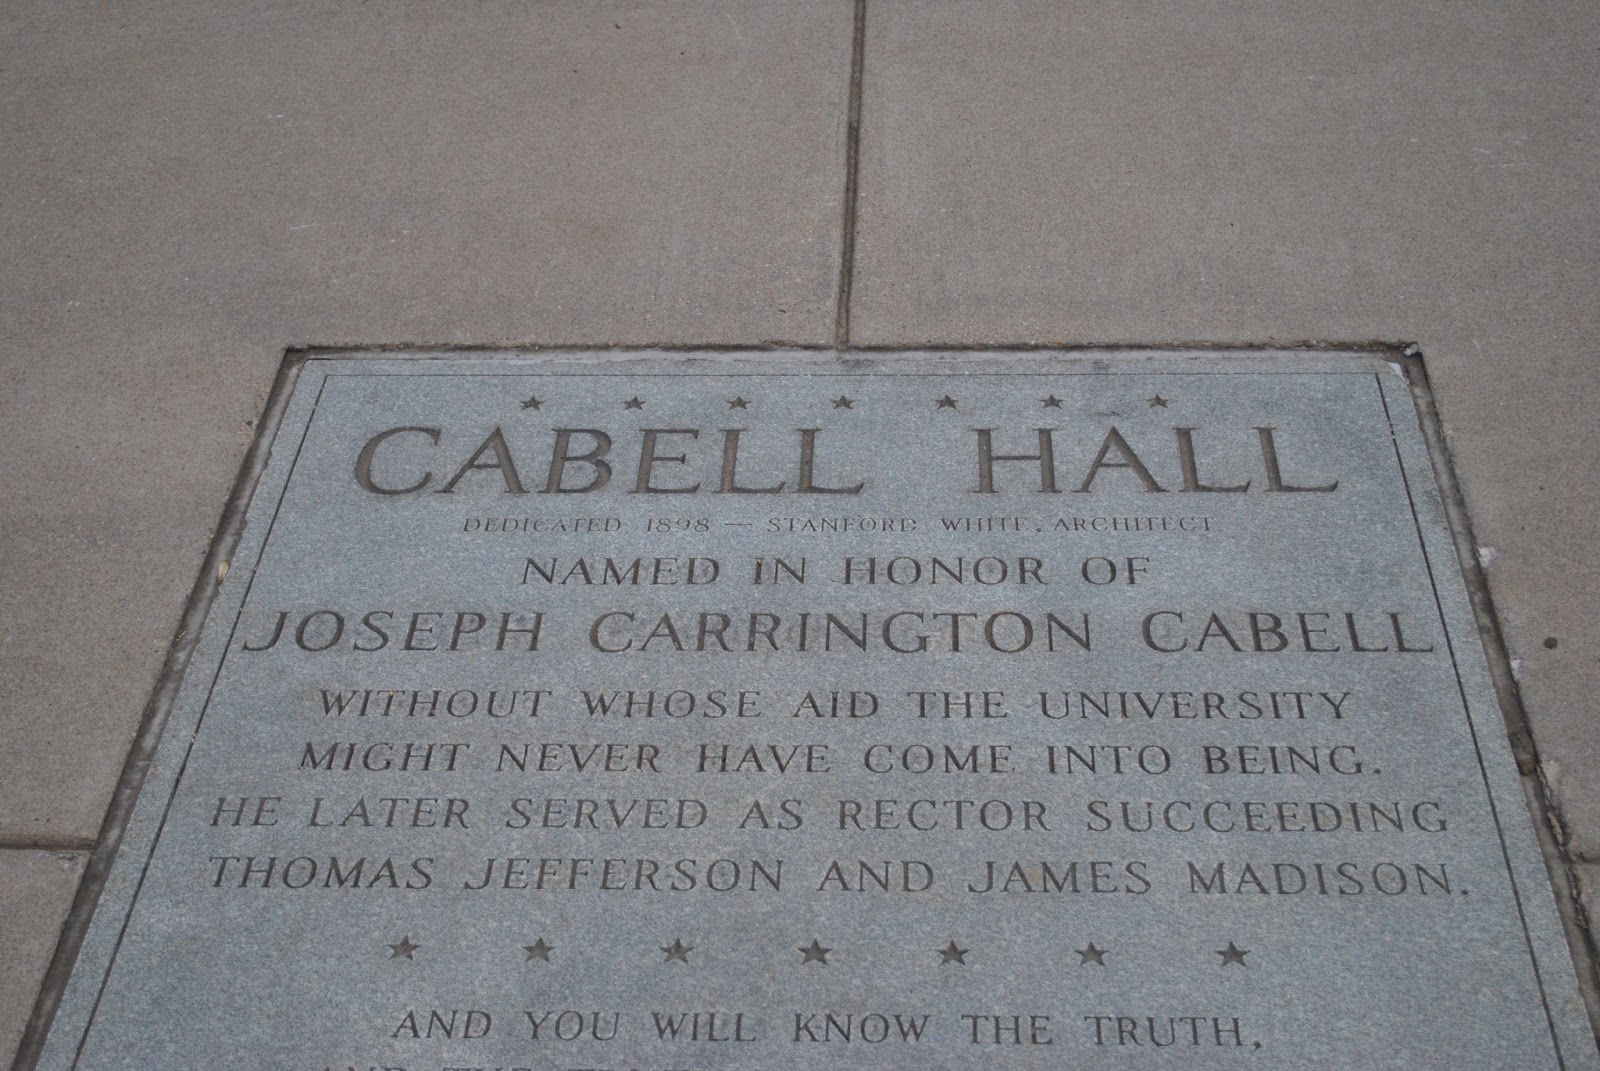 CABELL HALL
DEDICATED 1898 — STANFORD WHITE, ARCHITECT
NAMED IN HONOR OF
JOSEPH CARRINGTON CABELL
WITHOUT WHOSE AID THE UNIVERSITY
MIGHT NEVER HAVE COME INTO BEING.
HE LATER SERVED AS RECTOR SUCCEEDING
THOMAS JEFFERSON AND JAMES MADISON.
AND YOU WILL KNOW THE TRUTH,